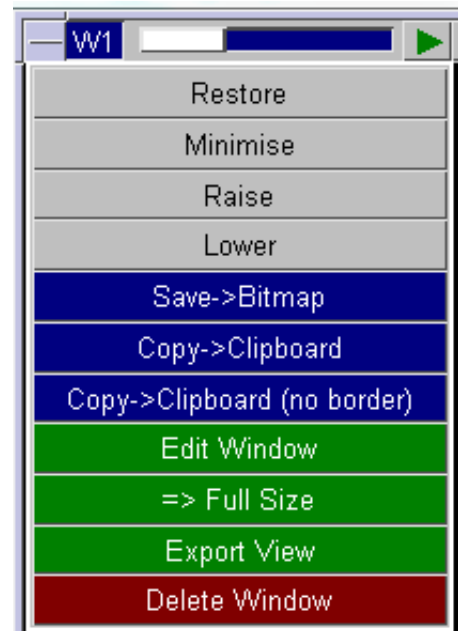 W1
Restore
Minimise
Raise
Lower
Save->Bitmap
Copy->Clipboard
Copy->Clipboard (no border)
Edit Window
=> Full Size
Export View
Delete Window